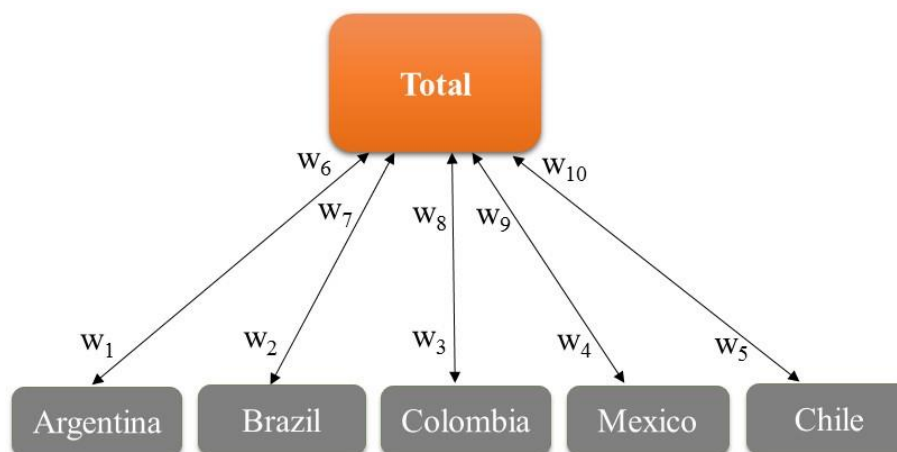 Total
w₆
w₁₀
w₇
w₈
w₉
w₁
w₂
w₃
w₄
w₅
Argentina
Brazil
Colombia
Mexico
Chile